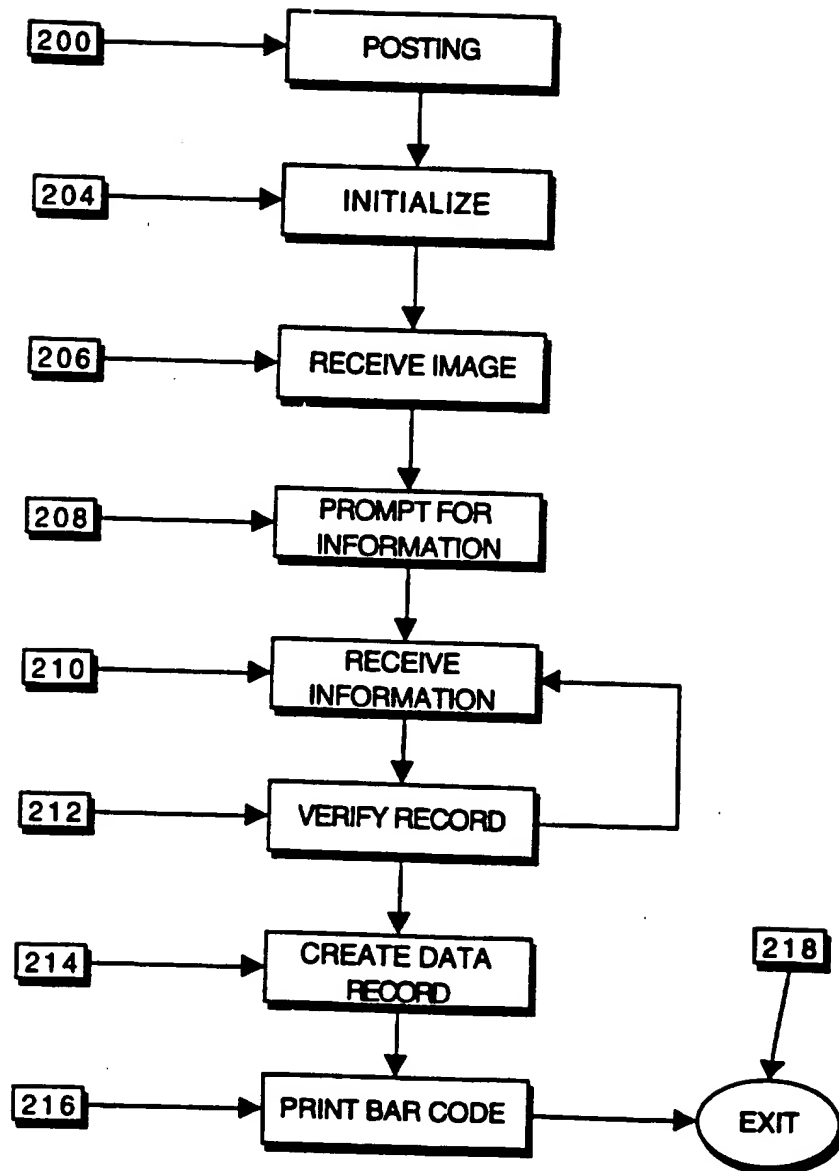 200
POSTING
204
INITIALIZE
206
RECEIVE IMAGE
208
PROMPT FOR
INFORMATION
210
RECEIVE
INFORMATION
212
VERIFY RECORD
214
CREATE DATA
RECORD
218
216
PRINT BAR CODE
EXIT